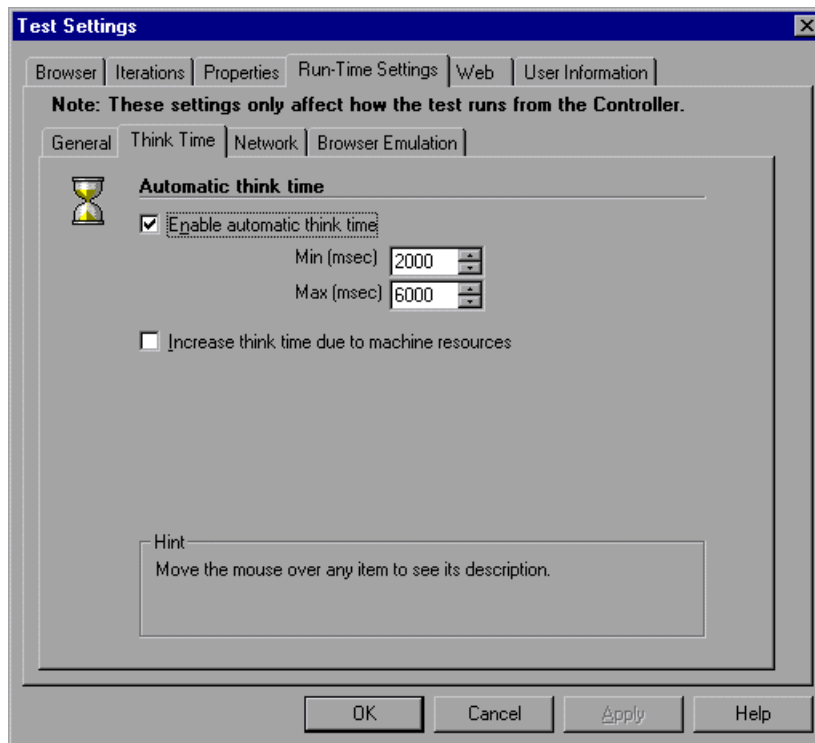 Test Settings
Browser Iterations Properties Run-Time Settings Web User Information
Note: These settings only affect how the test runs from the Controller.
General Think Time Network Browser Emulation
Automatic think time
Enable automatic think time
Min (msec) 2000
Max (msec) 6000
Increase think time due to machine resources
Hint
Move the mouse over any item to see its description.
OK Cancel Apply Help